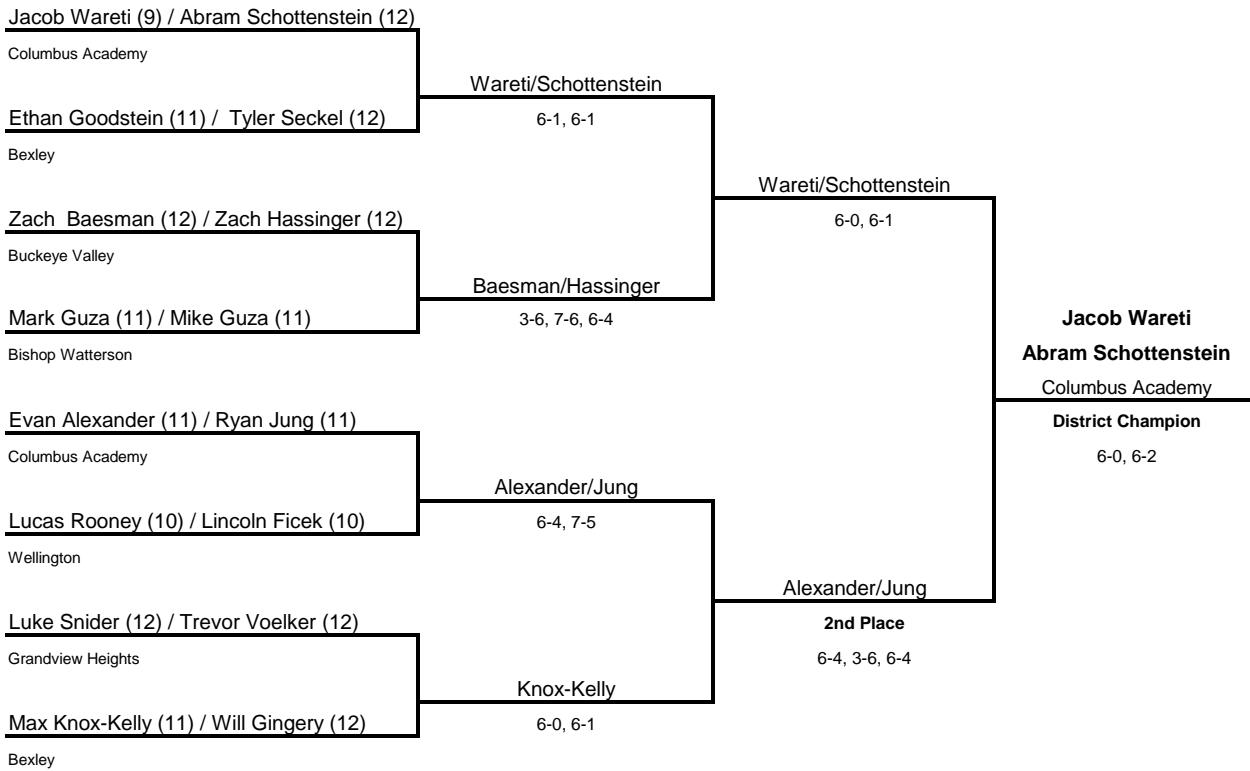 Jacob Wareti (9) / Abram Schottenstein (12)
Columbus Academy
Wareti/Schottenstein
6-1, 6-1
Ethan Goodstein (11) /  Tyler Seckel (12)
Bexley
Wareti/Schottenstein
6-0, 6-1
Zach  Baesman (12) / Zach Hassinger (12)
Buckeye Valley
Baesman/Hassinger
3-6, 7-6, 6-4
Mark Guza (11) / Mike Guza (11)
Bishop Watterson
Jacob Wareti
Abram Schottenstein
Columbus Academy
District Champion
6-0, 6-2
Evan Alexander (11) / Ryan Jung (11)
Columbus Academy
Alexander/Jung
6-4, 7-5
Lucas Rooney (10) / Lincoln Ficek (10)
Wellington
Alexander/Jung
2nd Place
6-4, 3-6, 6-4
Luke Snider (12) / Trevor Voelker (12)
Grandview Heights
Knox-Kelly
6-0, 6-1
Max Knox-Kelly (11) / Will Gingery (12)
Bexley